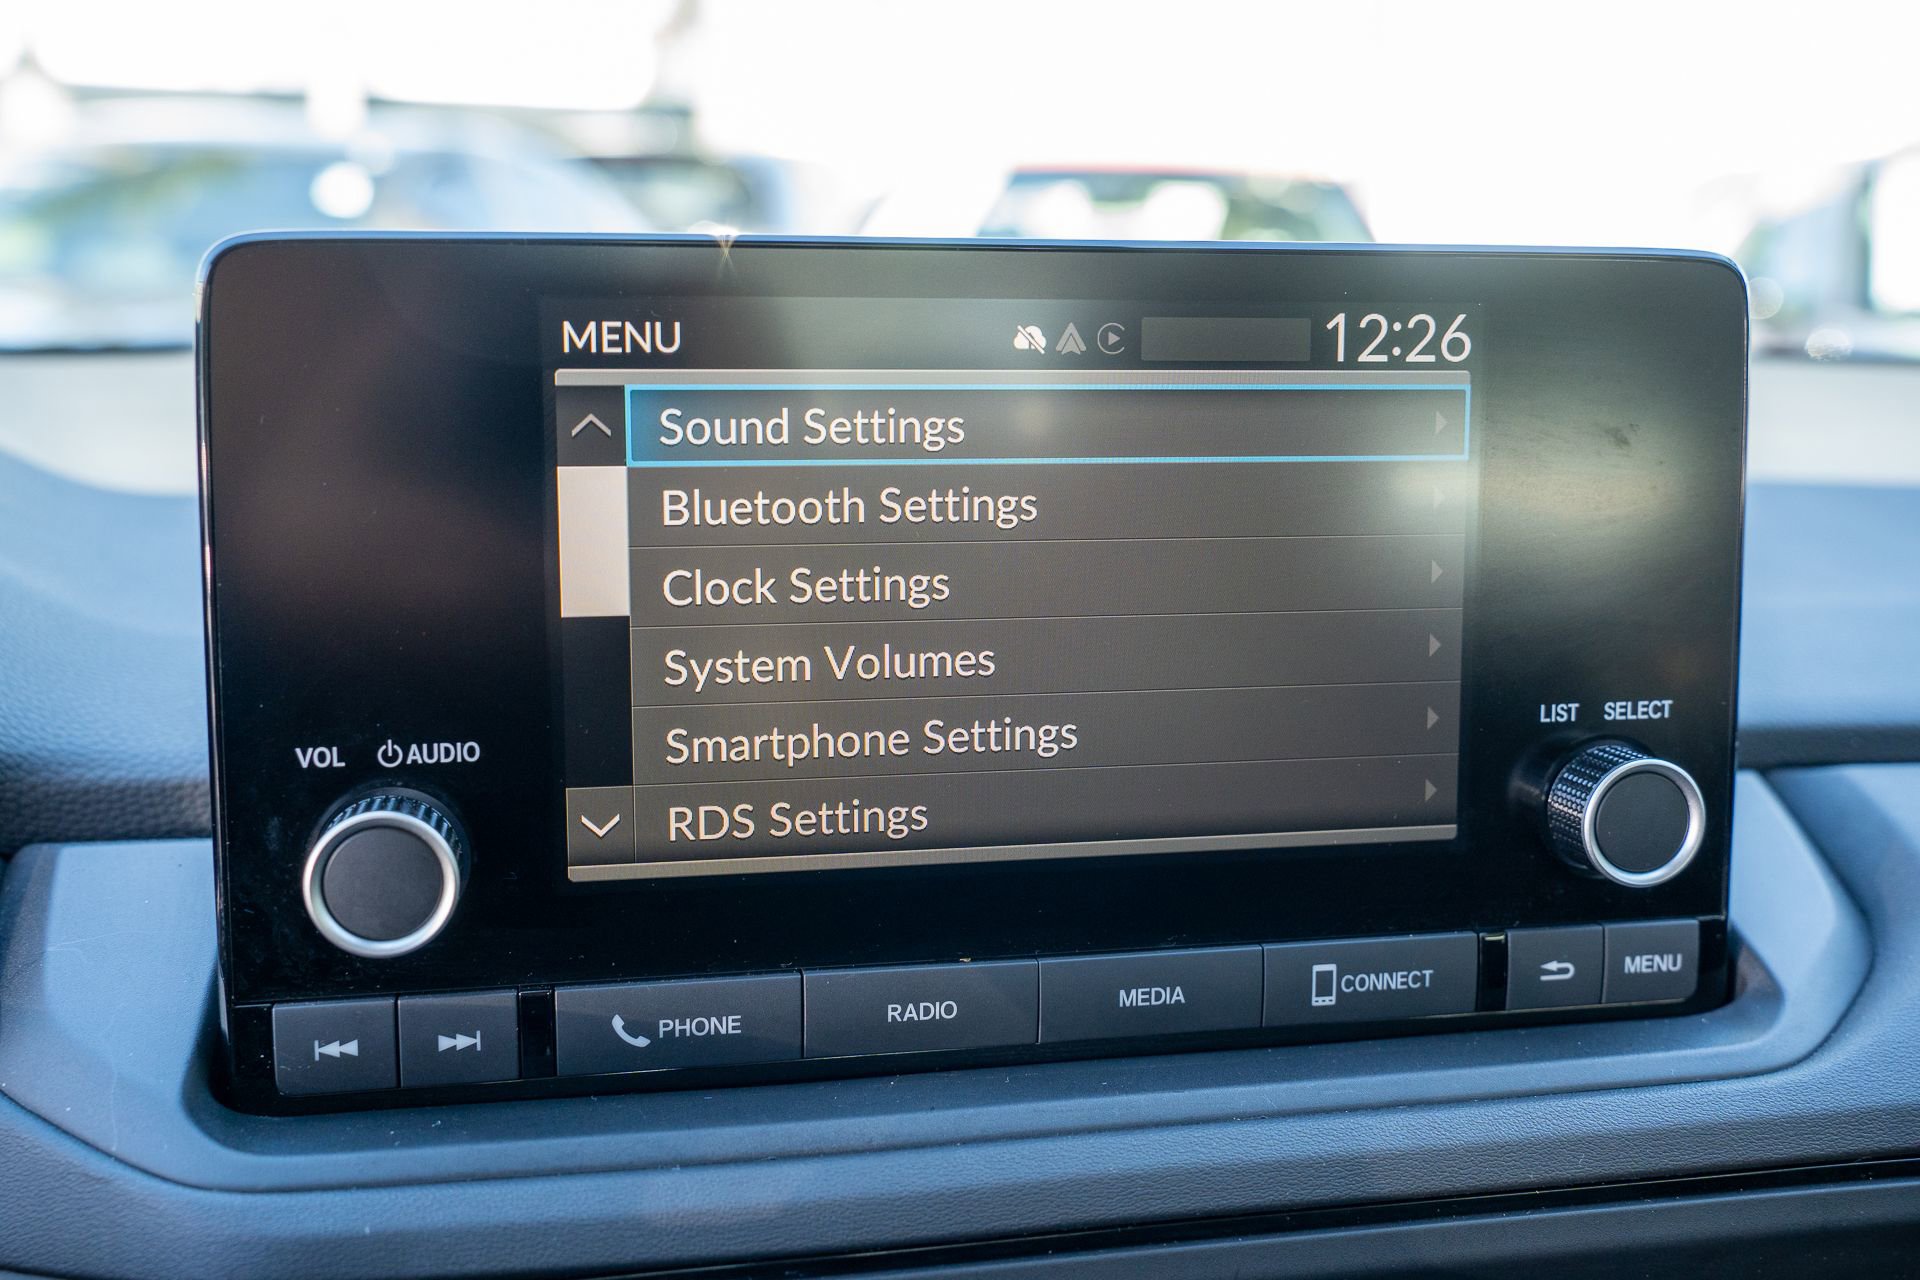 MENU 12:26
Sound Settings
Bluetooth Settings
Clock Settings
System Volumes
Smartphone Settings
RDS Settings
VOL AUDIO
LIST SELECT
PHONE
RADIO
MEDIA
CONNECT
MENU